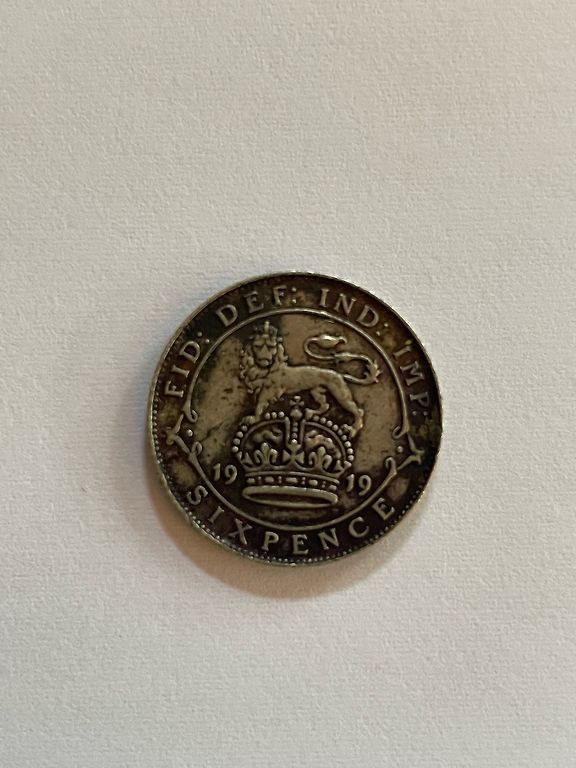 FID: DEF: IND: IMP:
19 19
SIXPENCE